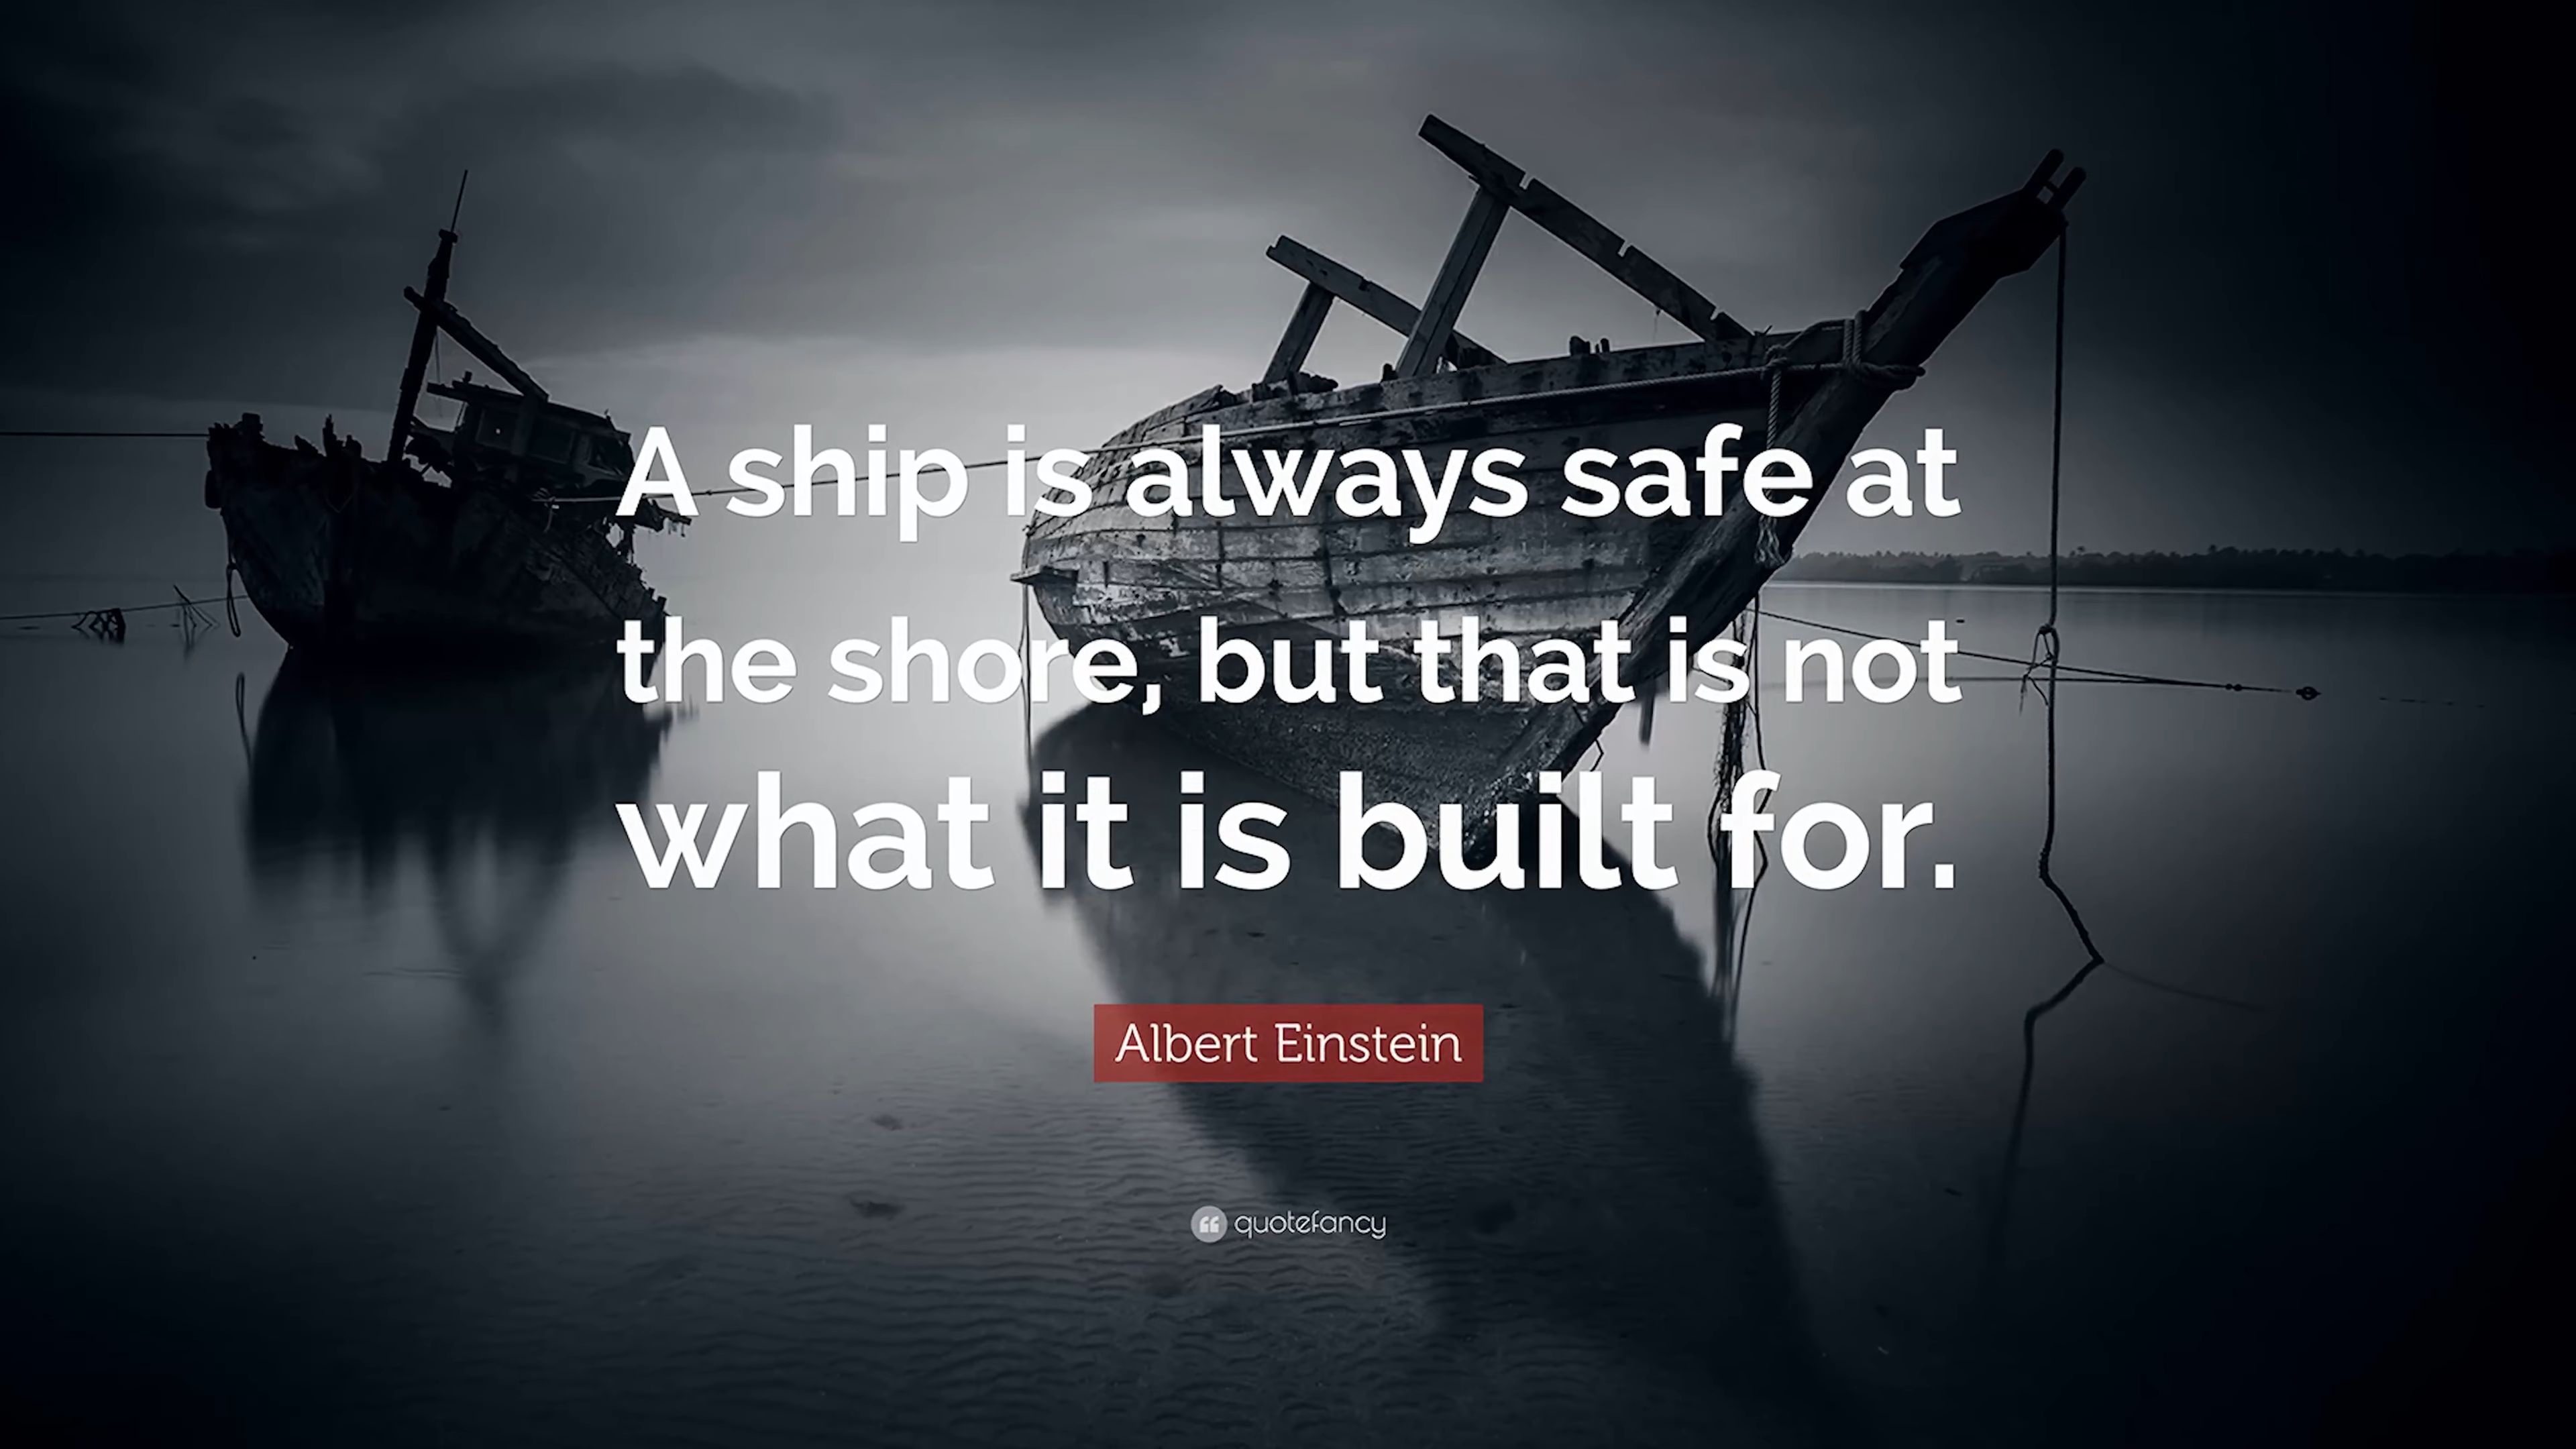 A ship is always safe at
the shore, but that is not
what it is built for.
Albert Einstein
quotefancy